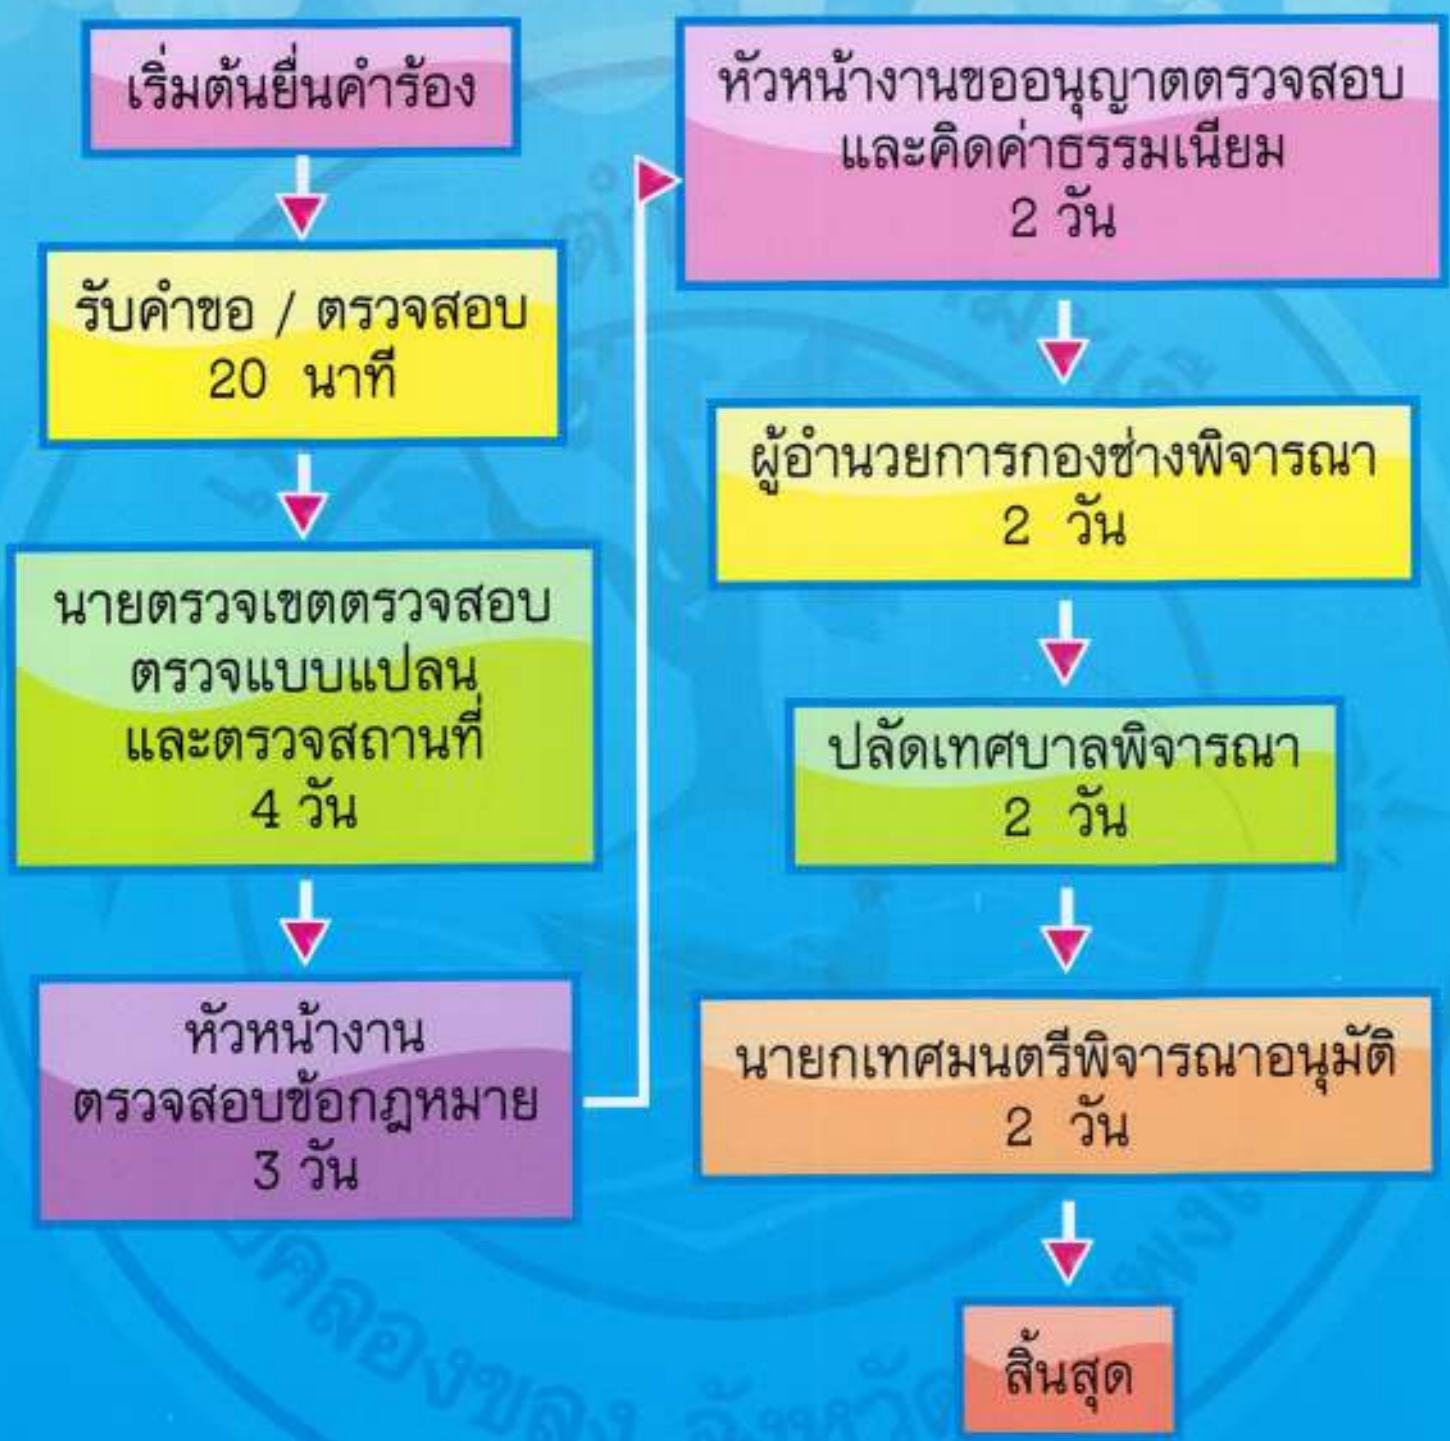 เริ่มต้นยื่นคำร้อง
รับคำขอ / ตรวจสอบ
20 นาที
นายตรวจเขตตรวจสอบ
ตรวจแบบแปลน
และตรวจสถานที่
4 วัน
หัวหน้างาน
ตรวจสอบข้อกฎหมาย
3 วัน
หัวหน้างานขออนุญาตตรวจสอบ
และคิดค่าธรรมเนียม
2 วัน
ผู้อำนวยการกองช่างพิจารณา
2 วัน
ปลัดเทศบาลพิจารณา
2 วัน
นายกเทศมนตรีพิจารณาอนุมัติ
2 วัน
สิ้นสุด